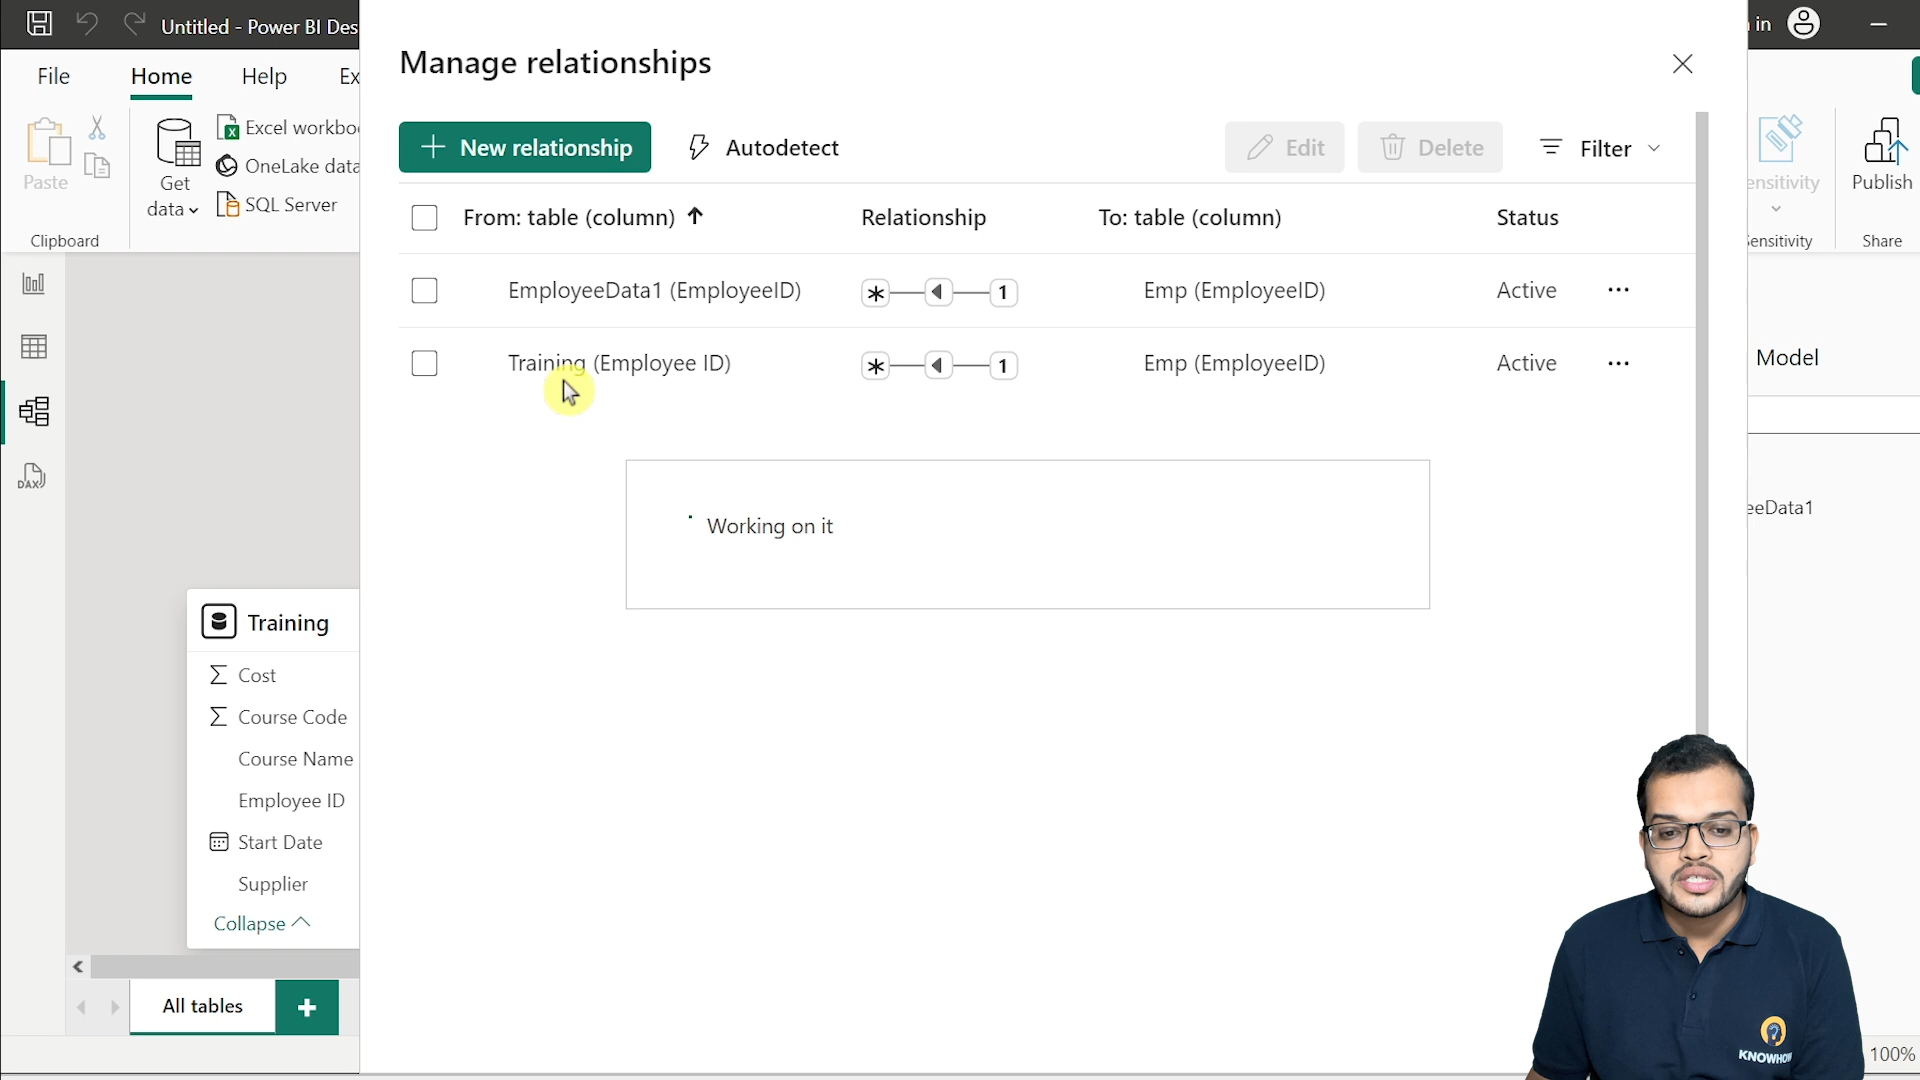 Untitled - Power BI Des
in
File
Home
Help
Ex
Paste
Clipboard
Get
data
Excel workbo
OneLake data
SQL Server
ensitivity
ensitivity
Publish
Share
Manage relationships
New relationship
Autodetect
Edit
Delete
Filter
From: table (column)
Relationship
To: table (column)
Status
EmployeeData1 (EmployeeID)
* 1
Emp (EmployeeID)
Active
...
Training (Employee ID)
* 1
Emp (EmployeeID)
Active
...
Working on it
Model
eeData1
DAX
Training
Σ Cost
Σ Course Code
Course Name
Employee ID
Start Date
Supplier
Collapse
All tables
+
KNOWHOW
100%